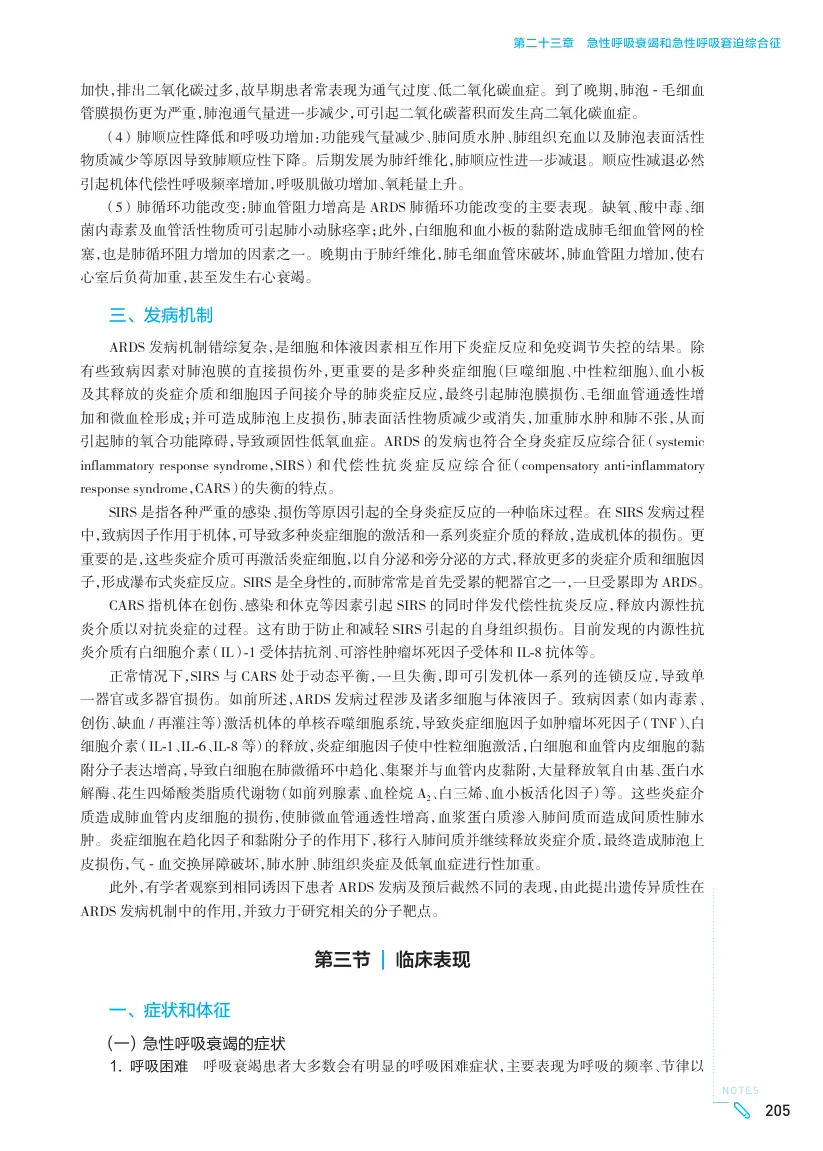 第二十三章　急性呼吸衰竭和急性呼吸窘迫综合征
加快,排出二氧化碳过多,故早期患者常表现为通气过度、低二氧化碳血症。到了晚期,肺泡 - 毛细血
管膜损伤更为严重,肺泡通气量进一步减少,可引起二氧化碳蓄积而发生高二氧化碳血症。
（4）肺顺应性降低和呼吸功增加:功能残气量减少、肺间质水肿、肺组织充血以及肺泡表面活性
物质减少等原因导致肺顺应性下降。后期发展为肺纤维化,肺顺应性进一步减退。顺应性减退必然
引起机体代偿性呼吸频率增加,呼吸肌做功增加、氧耗量上升。
（5）肺循环功能改变:肺血管阻力增高是 ARDS 肺循环功能改变的主要表现。缺氧、酸中毒、细
菌内毒素及血管活性物质可引起肺小动脉痉挛;此外,白细胞和血小板的黏附造成肺毛细血管网的栓
塞,也是肺循环阻力增加的因素之一。晚期由于肺纤维化,肺毛细血管床破坏,肺血管阻力增加,使右
心室后负荷加重,甚至发生右心衰竭。
三、发病机制
ARDS 发病机制错综复杂,是细胞和体液因素相互作用下炎症反应和免疫调节失控的结果。除
有些致病因素对肺泡膜的直接损伤外,更重要的是多种炎症细胞(巨噬细胞、中性粒细胞)、血小板
及其释放的炎症介质和细胞因子间接介导的肺炎症反应,最终引起肺泡膜损伤、毛细血管通透性增
加和微血栓形成;并可造成肺泡上皮损伤,肺表面活性物质减少或消失,加重肺水肿和肺不张,从而
引起肺的氧合功能障碍,导致顽固性低氧血症。ARDS 的发病也符合全身炎症反应综合征（systemic
inflammatory response syndrome,SIRS）和代偿性抗炎症反应综合征（compensatory anti-inflammatory
response syndrome,CARS）的失衡的特点。
SIRS 是指各种严重的感染、损伤等原因引起的全身炎症反应的一种临床过程。在 SIRS 发病过程
中,致病因子作用于机体,可导致多种炎症细胞的激活和一系列炎症介质的释放,造成机体的损伤。更
重要的是,这些炎症介质可再激活炎症细胞,以自分泌和旁分泌的方式,释放更多的炎症介质和细胞因
子,形成瀑布式炎症反应。SIRS 是全身性的,而肺常常是首先受累的靶器官之一,一旦受累即为 ARDS。
CARS 指机体在创伤、感染和休克等因素引起 SIRS 的同时伴发代偿性抗炎反应,释放内源性抗
炎介质以对抗炎症的过程。这有助于防止和减轻 SIRS 引起的自身组织损伤。目前发现的内源性抗
炎介质有白细胞介素（IL）-1 受体拮抗剂、可溶性肿瘤坏死因子受体和 IL-8 抗体等。
正常情况下,SIRS 与 CARS 处于动态平衡,一旦失衡,即可引发机体一系列的连锁反应,导致单
一器官或多器官损伤。如前所述,ARDS 发病过程涉及诸多细胞与体液因子。致病因素(如内毒素、
创伤、缺血 / 再灌注等)激活机体的单核吞噬细胞系统,导致炎症细胞因子如肿瘤坏死因子（TNF）、白
细胞介素（IL-1、IL-6、IL-8 等)的释放,炎症细胞因子使中性粒细胞激活,白细胞和血管内皮细胞的黏
附分子表达增高,导致白细胞在肺微循环中趋化、集聚并与血管内皮黏附,大量释放氧自由基、蛋白水
解酶、花生四烯酸类脂质代谢物(如前列腺素、血栓烷 A₂、白三烯、血小板活化因子)等。这些炎症介
质造成肺血管内皮细胞的损伤,使肺微血管通透性增高,血浆蛋白质渗入肺间质而造成间质性肺水
肿。炎症细胞在趋化因子和黏附分子的作用下,移行入肺间质并继续释放炎症介质,最终造成肺泡上
皮损伤,气 - 血交换屏障破坏,肺水肿、肺组织炎症及低氧血症进行性加重。
此外,有学者观察到相同诱因下患者 ARDS 发病及预后截然不同的表现,由此提出遗传异质性在
ARDS 发病机制中的作用,并致力于研究相关的分子靶点。
第三节 | 临床表现
一、症状和体征
（一）急性呼吸衰竭的症状
1. 呼吸困难　呼吸衰竭患者大多数会有明显的呼吸困难症状,主要表现为呼吸的频率、节律以
NOTES
205